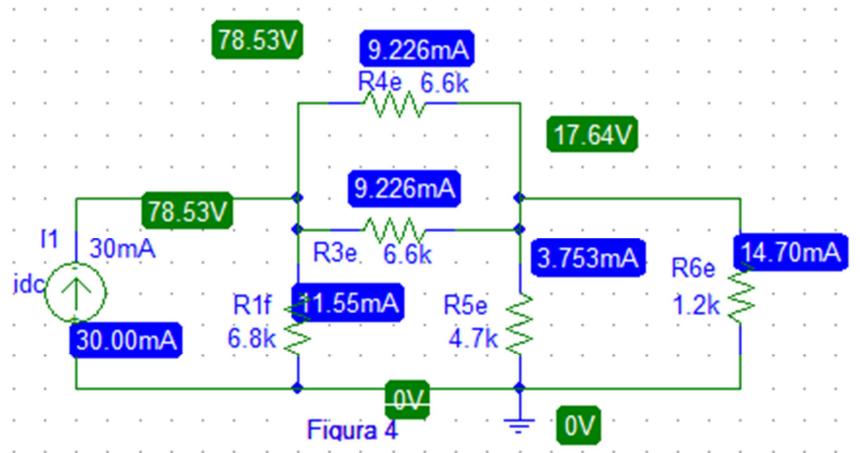 78.53V
9.226mA
R4e 6.6k
17.64V
9.226mA
78.53V
I1 30mA
R3e 6.6k
3.753mA
14.70mA
R6e
1.2k
idc
R1f
6.8k
11.55mA
R5e
4.7k
30.00mA
0V
Figura 4
0V